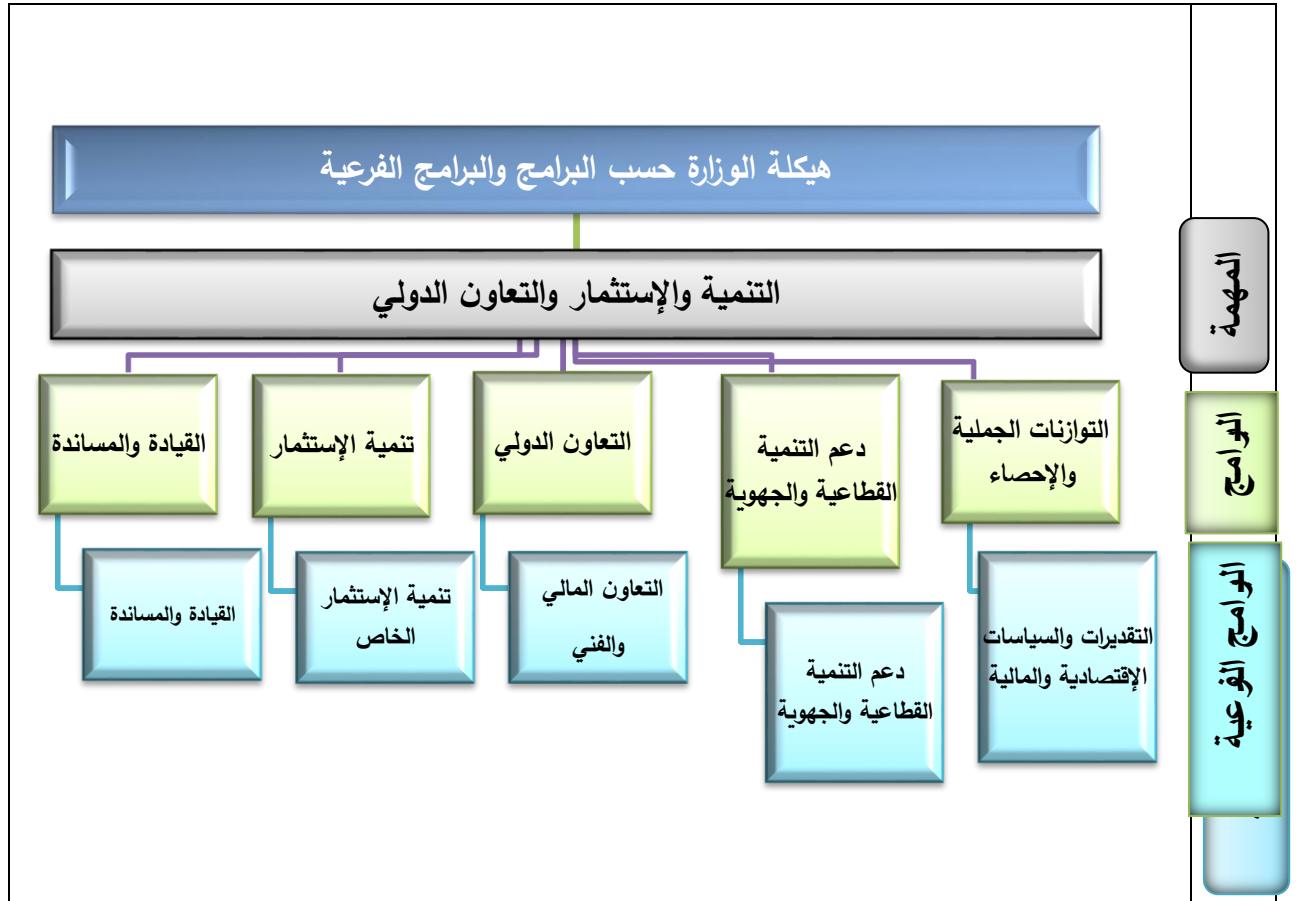 هيكلة الوزارة حسب البرامج والبرامج الفرعية
المهمة
التنمية والإستثمار والتعاون الدولي
البرامج
التوازنات الجملية
والإحصاء
دعم التنمية
القطاعية والجهوية
التعاون الدولي
تنمية الإستثمار
القيادة والمساندة
البرامج الفرعية
التقديرات والسياسات
الإقتصادية والمالية
دعم التنمية
القطاعية والجهوية
التعاون المالي
والفني
تنمية الإستثمار
الخاص
القيادة والمساندة